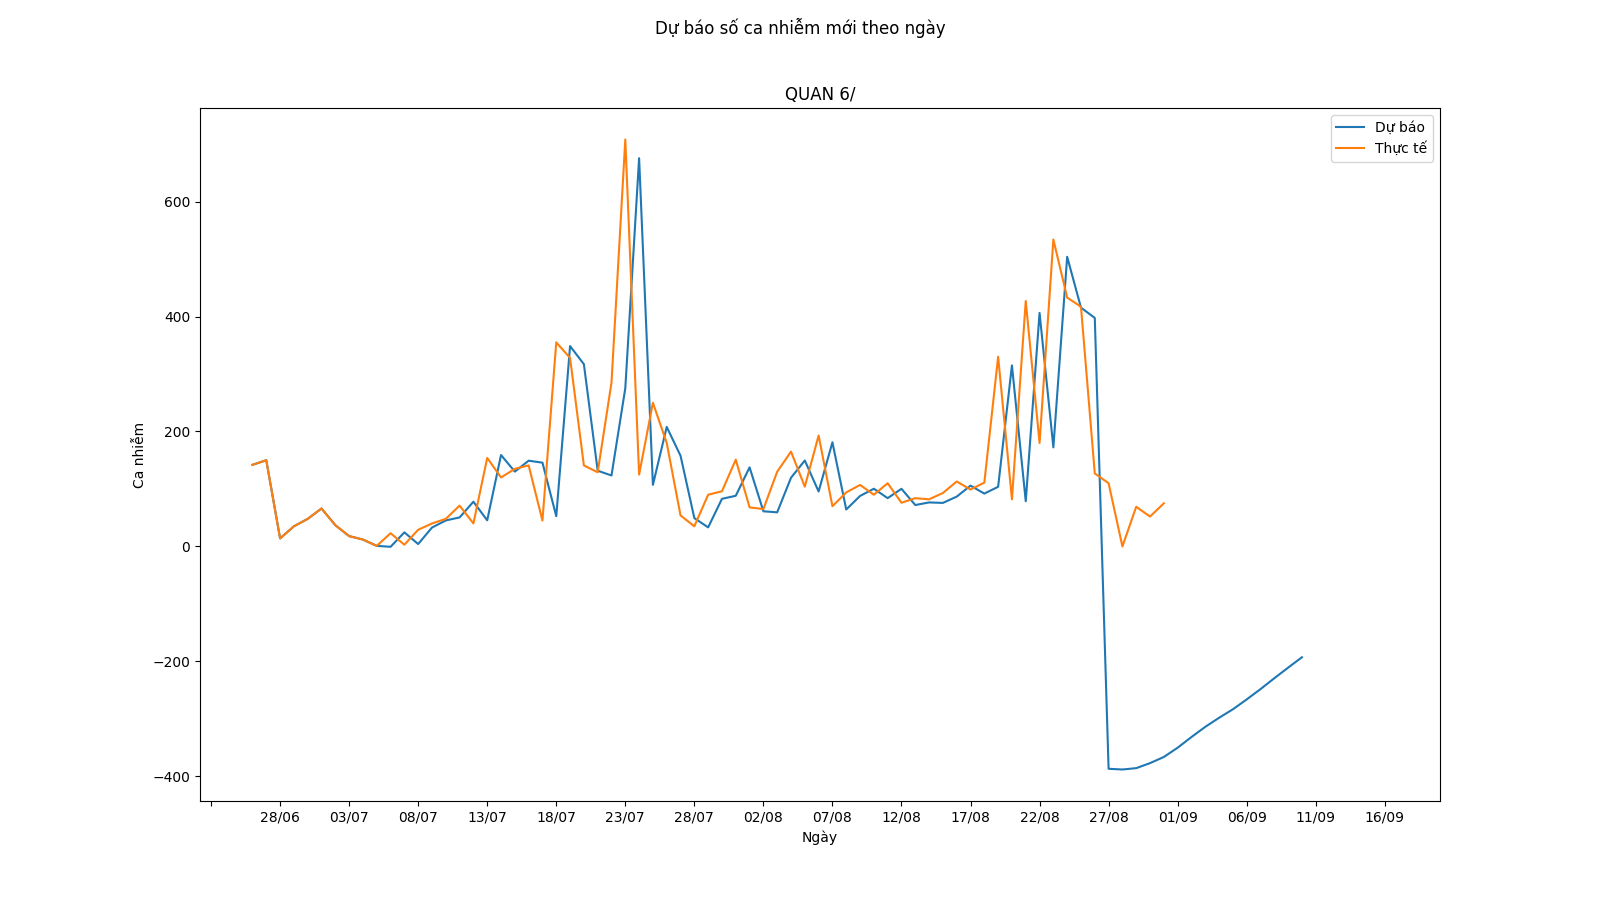 Dự báo số ca nhiễm mới theo ngày
QUAN 6/
Dự báo
Thực tế
Ca nhiễm
600
400
200
0
−200
−400
28/06 03/07 08/07 13/07 18/07 23/07 28/07 02/08 07/08 12/08 17/08 22/08 27/08 01/09 06/09 11/09 16/09
Ngày